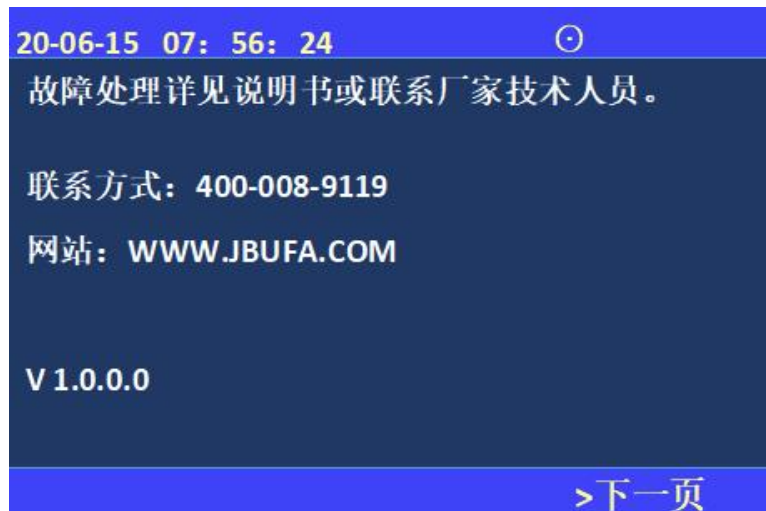 20-06-15 07：56：24
故障处理详见说明书或联系厂家技术人员。
联系方式：400-008-9119
网站：WWW.JBUFA.COM
V 1.0.0.0
>下一页